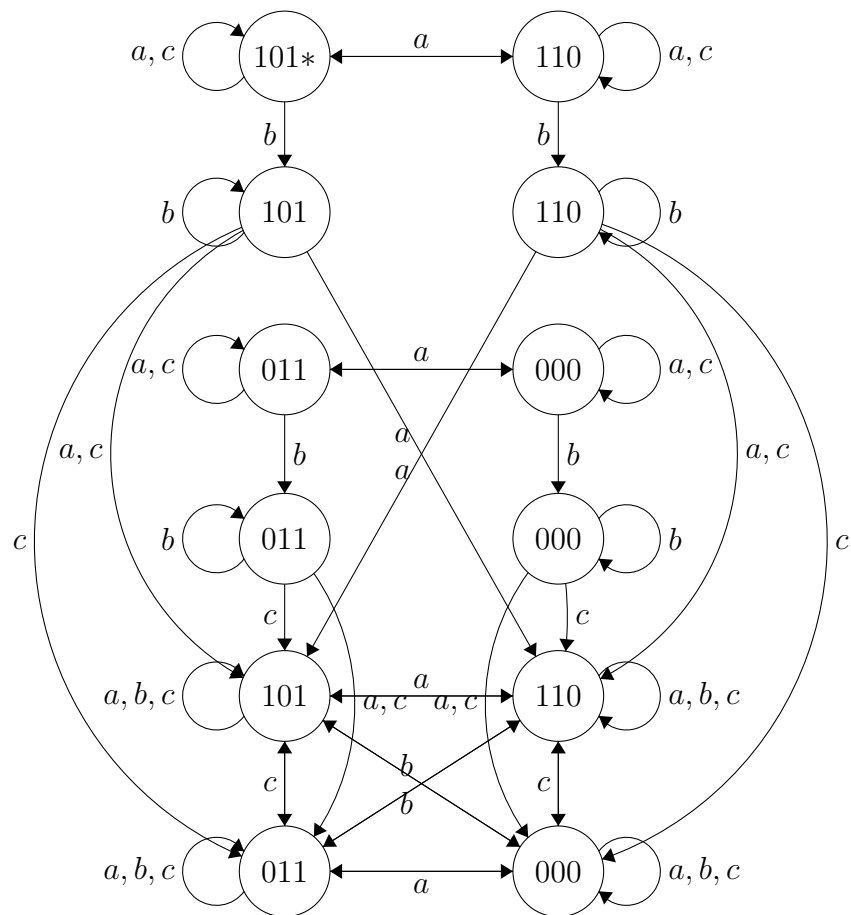 a, c 101* a 110 a, c
b b
b 101 110 b
a, c 011 a 000 a, c
a
a, c b b a, c
a
c b 011 000 b c
c c
a, b, c 101 a 110 a, b, c
a, c a, c
b
c c
b
a, b, c 011 a 000 a, b, c